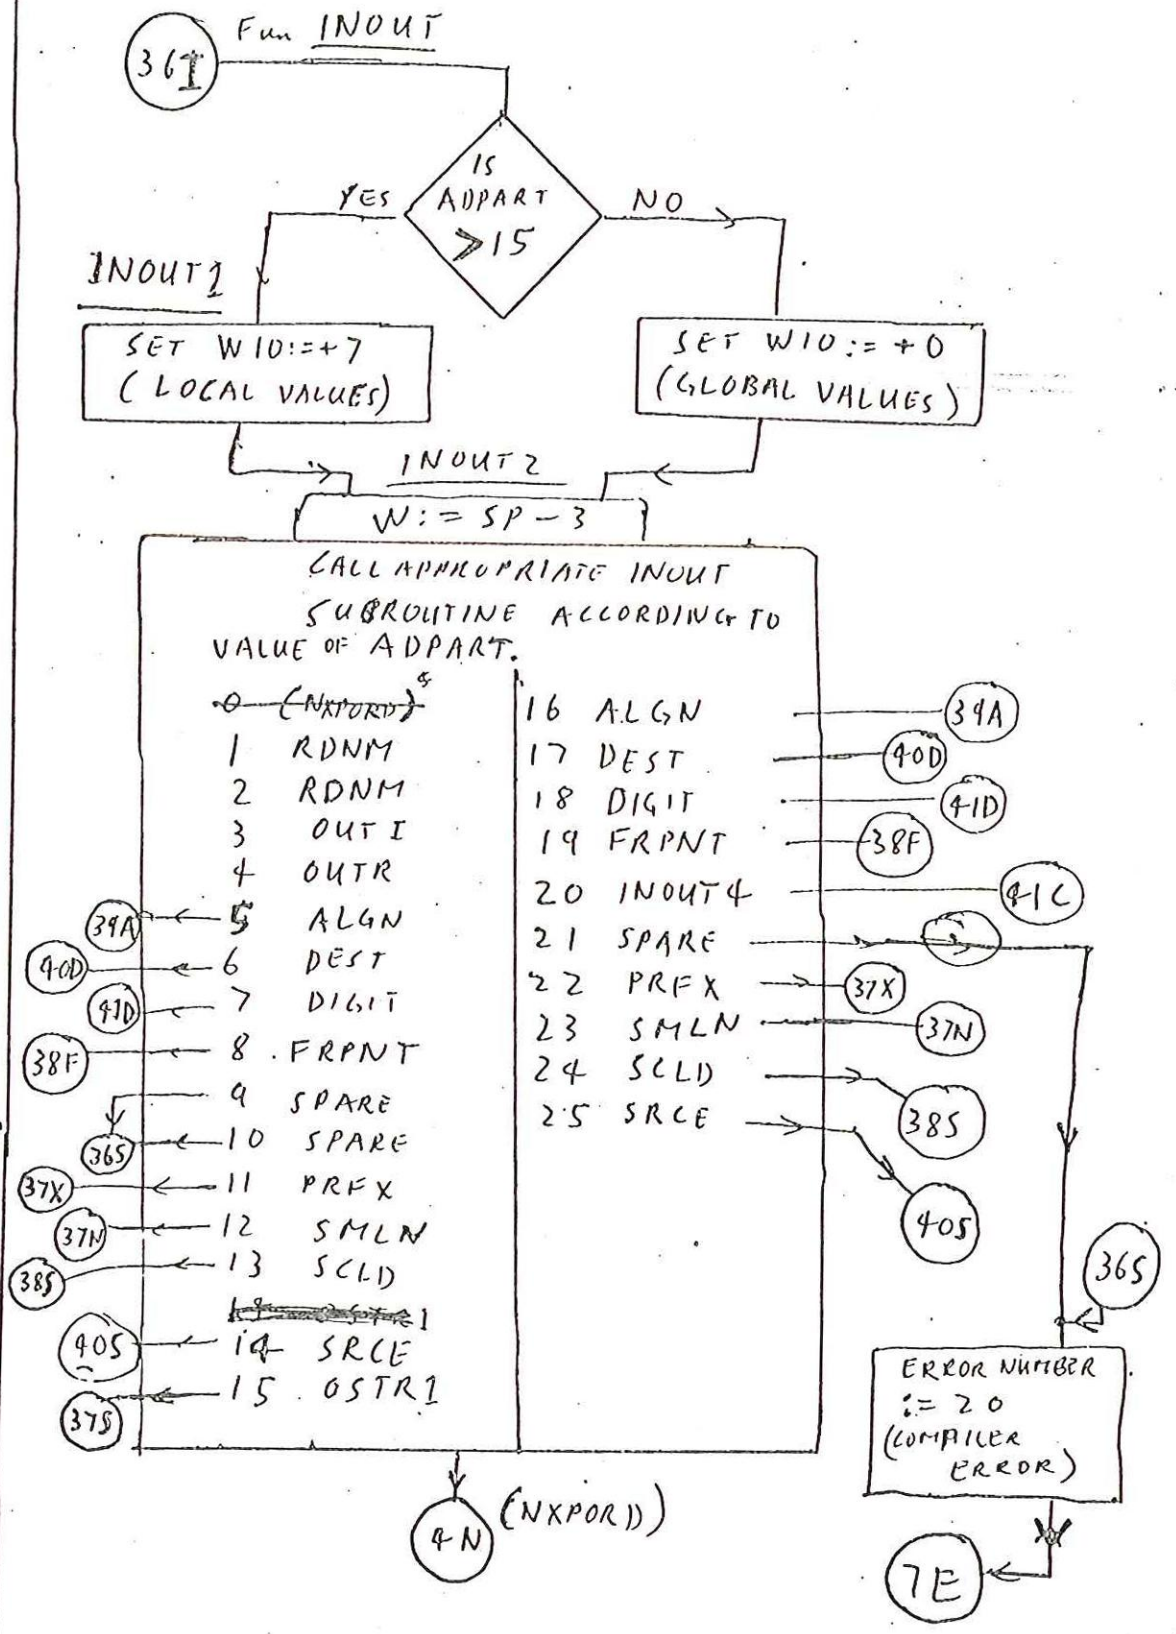 Fun INOUT
36I
IS
ADPART
>15
YES
NO
INOUT1
SET W10:=+7
(LOCAL VALUES)
SET W10:=+0
(GLOBAL VALUES)
INOUT2
W:= SP-3
CALL APPROPRIATE INOUT
SUBROUTINE ACCORDING TO
VALUE OF ADPART.
0 (NXPORD)
1 RDNM
2 RDNM
3 OUTI
4 OUTR
39A 5 ALGN
40D 6 DEST
41D 7 DIGIT
38F 8 FRPNT
9 SPARE
36S 10 SPARE
37X 11 PRFX
37N 12 SMLN
38S 13 SCLD
40S 14 SRCE
37S 15 OSTR1
16 ALGN 39A
17 DEST 40D
18 DIGIT 41D
19 FRPNT 38F
20 INOUT4 41C
21 SPARE
22 PRFX 37X
23 SMLN 37N
24 SCLD 38S
25 SRCE
40S
36S
ERROR NUMBER
:= 20
(COMPILER
ERROR)
7E
4N (NXPORD)